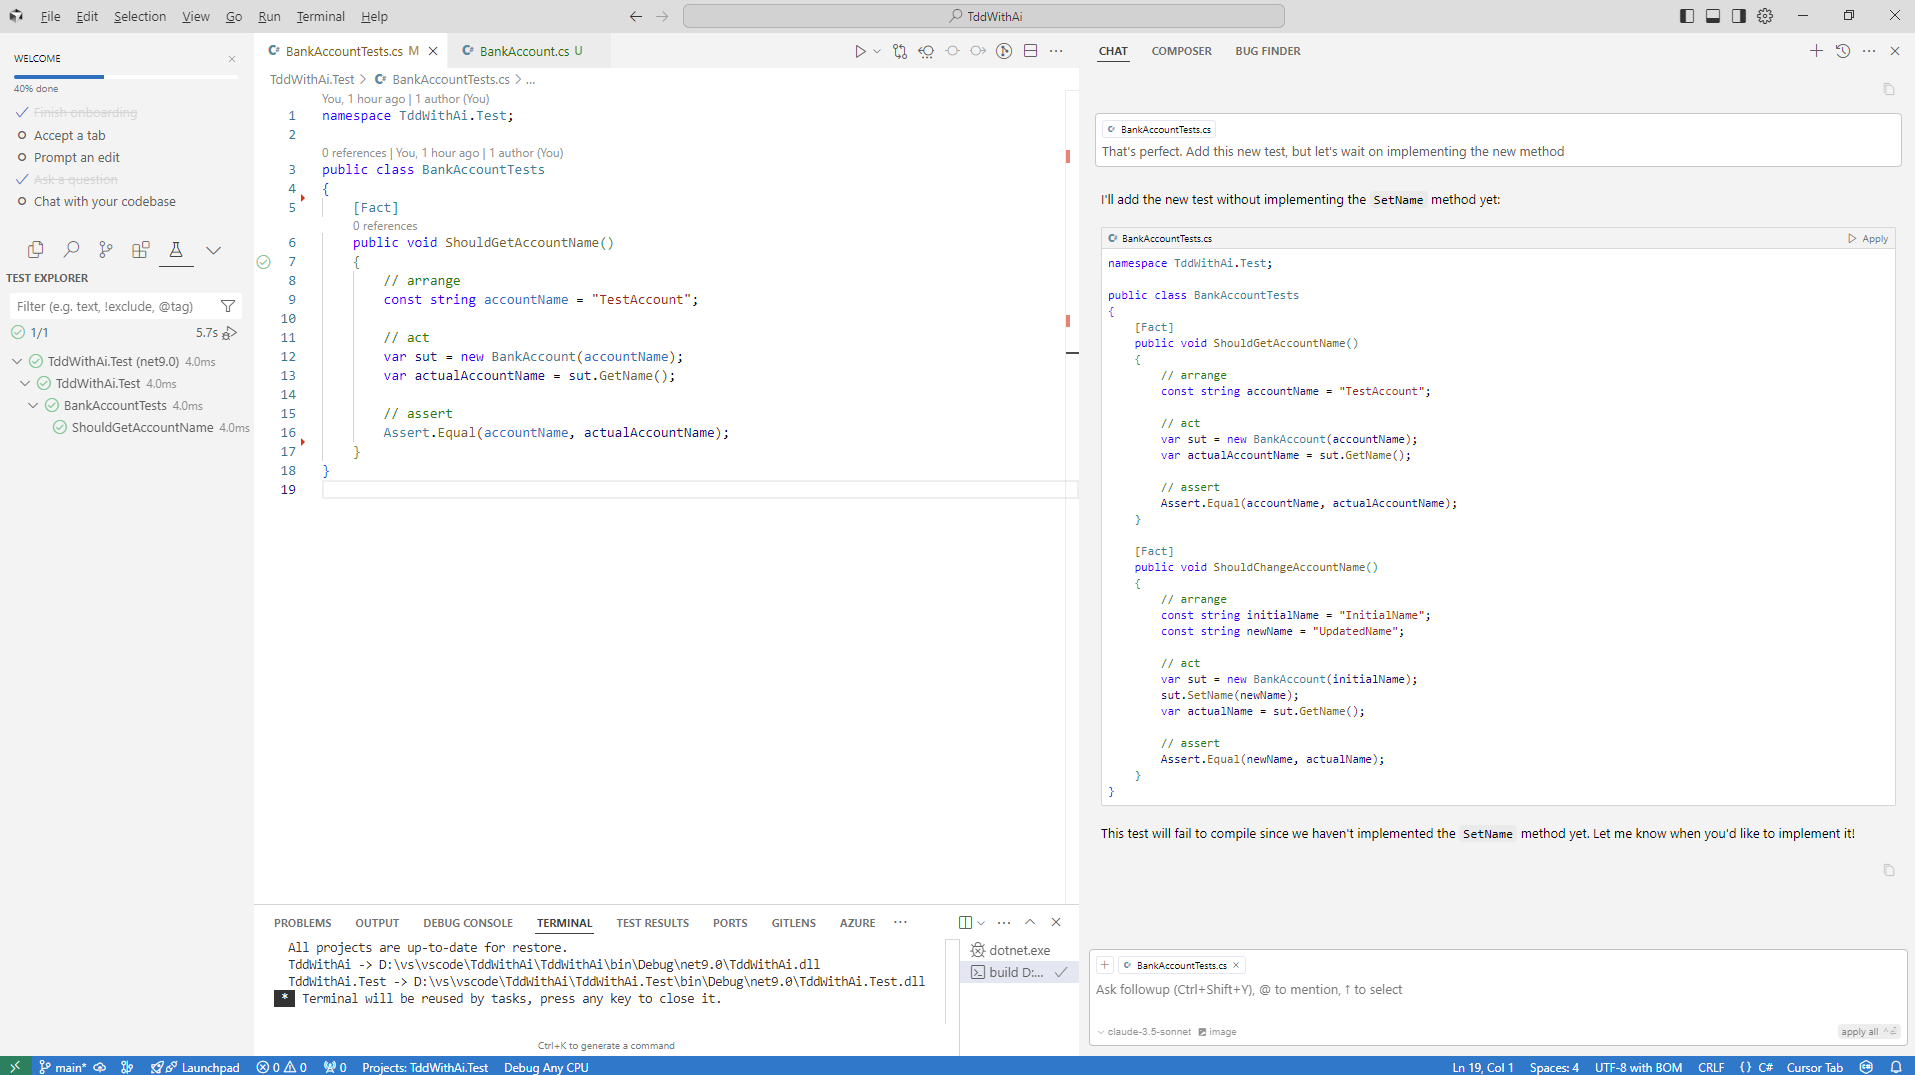 File Edit Selection View Go Run Terminal Help
TddWithAi
WELCOME
40% done
Finish onboarding
Accept a tab
Prompt an edit
Ask a question
Chat with your codebase
TEST EXPLORER
Filter (e.g. text, !exclude, @tag)
1/1 5.7s
TddWithAi.Test (net9.0) 4.0ms
TddWithAi.Test 4.0ms
BankAccountTests 4.0ms
ShouldGetAccountName 4.0ms
BankAccountTests.cs M
BankAccount.cs U
TddWithAi.Test > BankAccountTests.cs > ...
You, 1 hour ago | 1 author (You)
1 namespace TddWithAi.Test;
2
0 references | You, 1 hour ago | 1 author (You)
3 public class BankAccountTests
4 {
5 [Fact]
0 references
6 public void ShouldGetAccountName()
7 {
8 // arrange
9 const string accountName = "TestAccount";
10
11 // act
12 var sut = new BankAccount(accountName);
13 var actualAccountName = sut.GetName();
14
15 // assert
16 Assert.Equal(accountName, actualAccountName);
17 }
18 }
19
PROBLEMS OUTPUT DEBUG CONSOLE TERMINAL TEST RESULTS PORTS GITLENS AZURE ...
All projects are up-to-date for restore.
TddWithAi -> D:\vs\vscode\TddWithAi\TddWithAi\bin\Debug\net9.0\TddWithAi.dll
TddWithAi.Test -> D:\vs\vscode\TddWithAi\TddWithAi.Test\bin\Debug\net9.0\TddWithAi.Test.dll
* Terminal will be reused by tasks, press any key to close it.
Ctrl+K to generate a command
dotnet.exe
build D:...
CHAT COMPOSER BUG FINDER
BankAccountTests.cs
That's perfect. Add this new test, but let's wait on implementing the new method
I'll add the new test without implementing the SetName method yet:
BankAccountTests.cs Apply
namespace TddWithAi.Test;
public class BankAccountTests
{
[Fact]
public void ShouldGetAccountName()
{
// arrange
const string accountName = "TestAccount";
// act
var sut = new BankAccount(accountName);
var actualAccountName = sut.GetName();
// assert
Assert.Equal(accountName, actualAccountName);
}
[Fact]
public void ShouldChangeAccountName()
{
// arrange
const string initialName = "InitialName";
const string newName = "UpdatedName";
// act
var sut = new BankAccount(initialName);
sut.SetName(newName);
var actualName = sut.GetName();
// assert
Assert.Equal(newName, actualName);
}
}
This test will fail to compile since we haven't implemented the SetName method yet. Let me know when you'd like to implement it!
+ BankAccountTests.cs ×
Ask followup (Ctrl+Shift+Y), @ to mention, ↑ to select
claude-3.5-sonnet image apply all
main* Launchpad 0 0 0 Projects: TddWithAi.Test Debug Any CPU Ln 19, Col 1 Spaces: 4 UTF-8 with BOM CRLF {} C# Cursor Tab